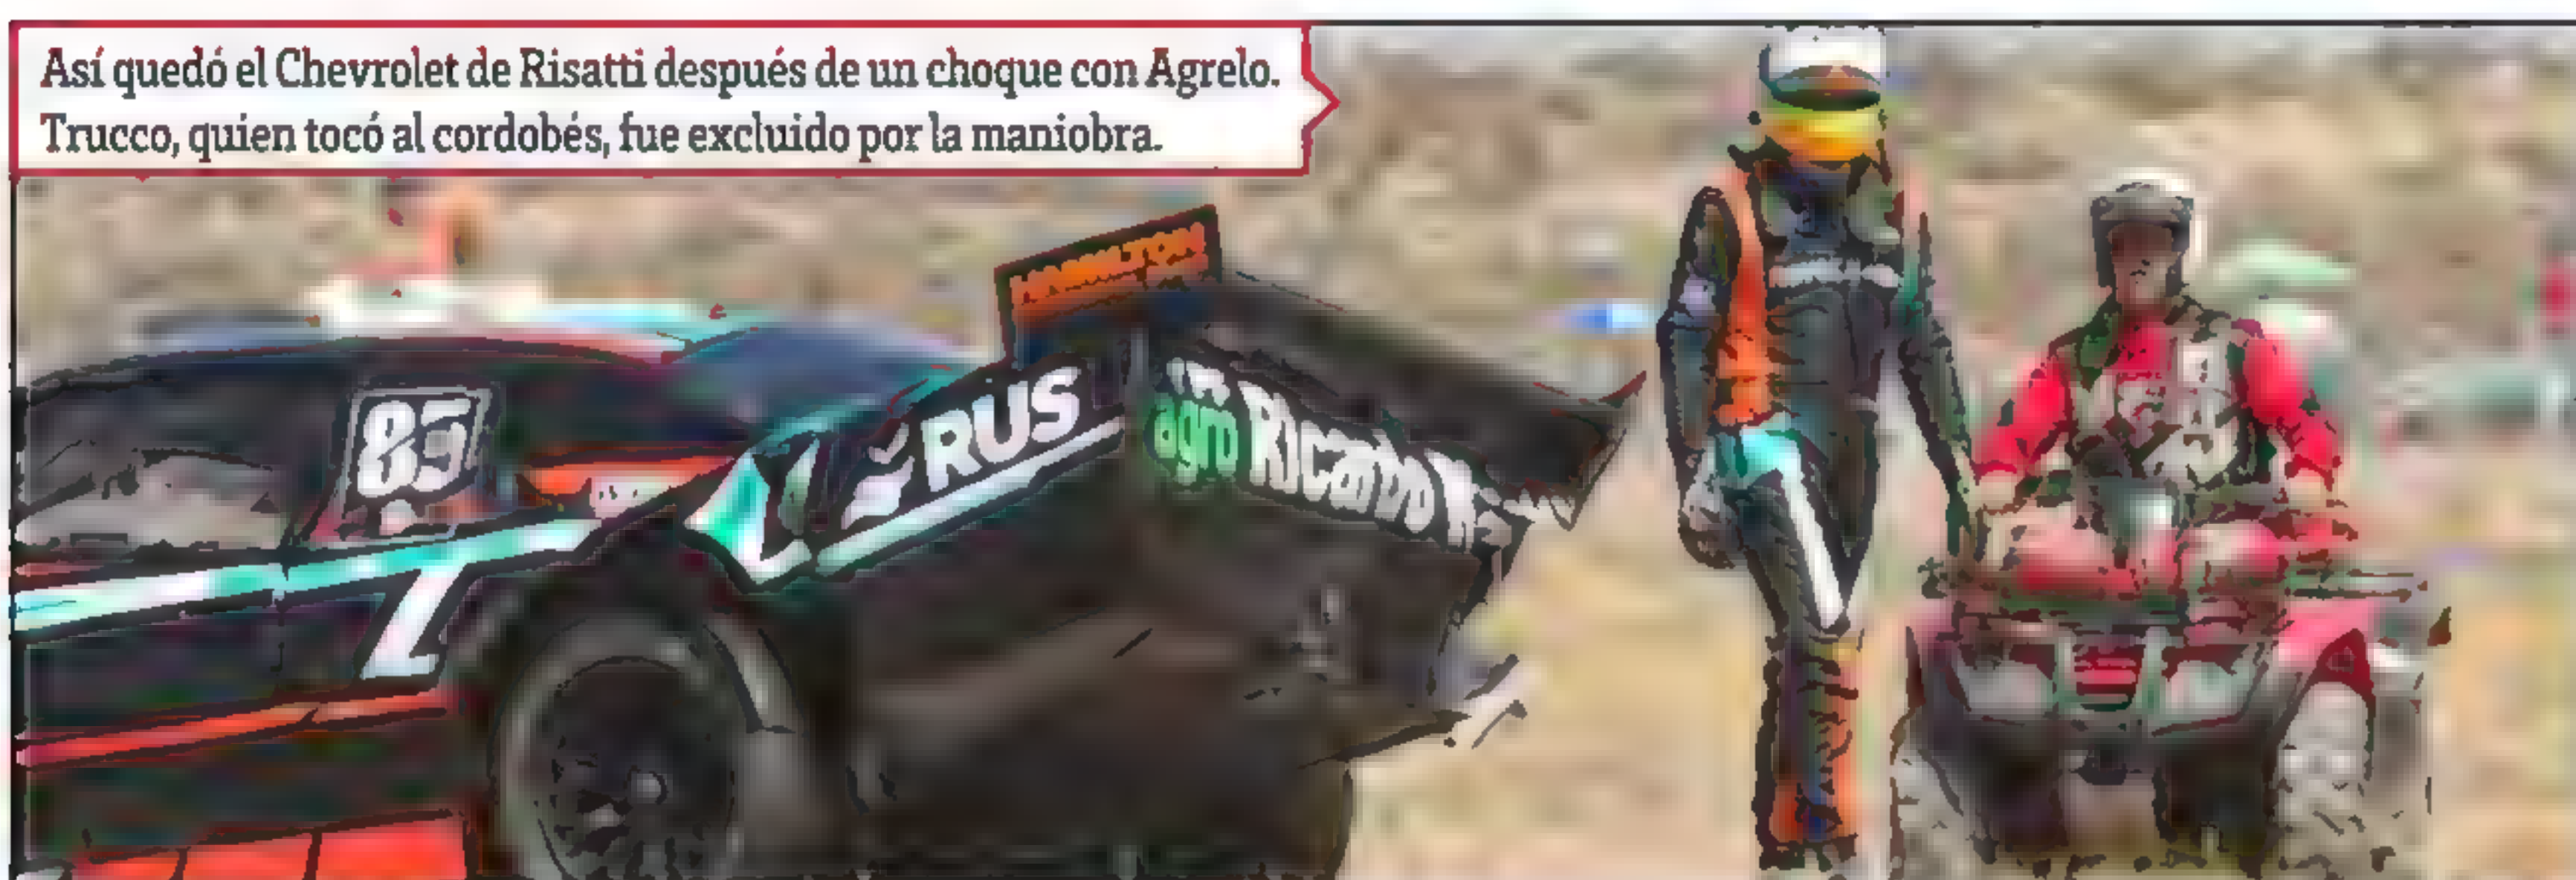 Así quedó el Chevrolet de Risatti después de un choque con Agrelo.
Trucco, quien tocó al cordobés, fue excluido por la maniobra.
85
RUS
agro Ricardo